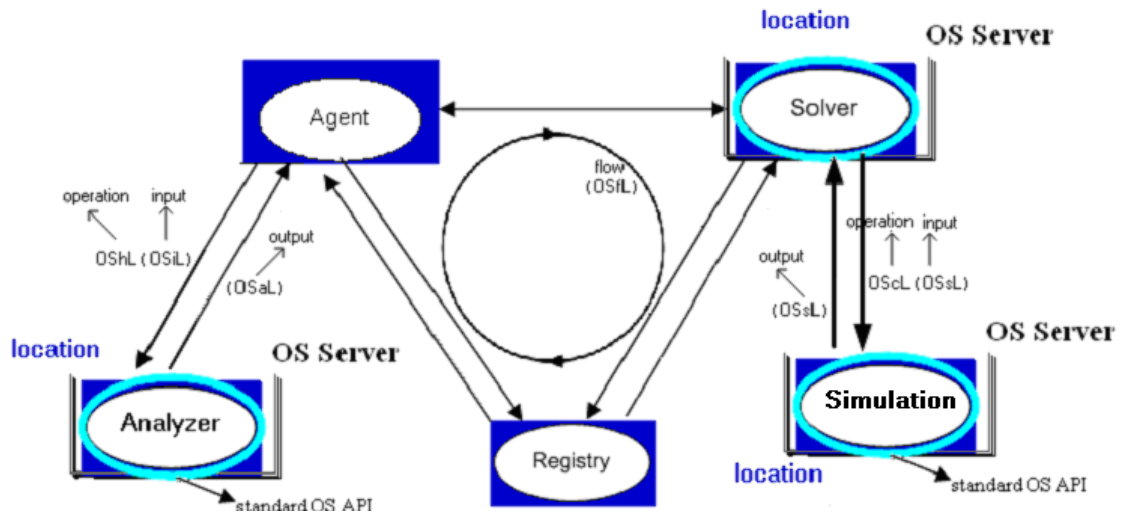 location
OS Server
Agent
Solver
flow
(OSfL)
operation input
OShL (OSiL)
output
(OSaL)
operation input
OScL (OSsL)
output
(OSsL)
location
OS Server
Analyzer
standard OS API
Registry
OS Server
Simulation
location
standard OS API